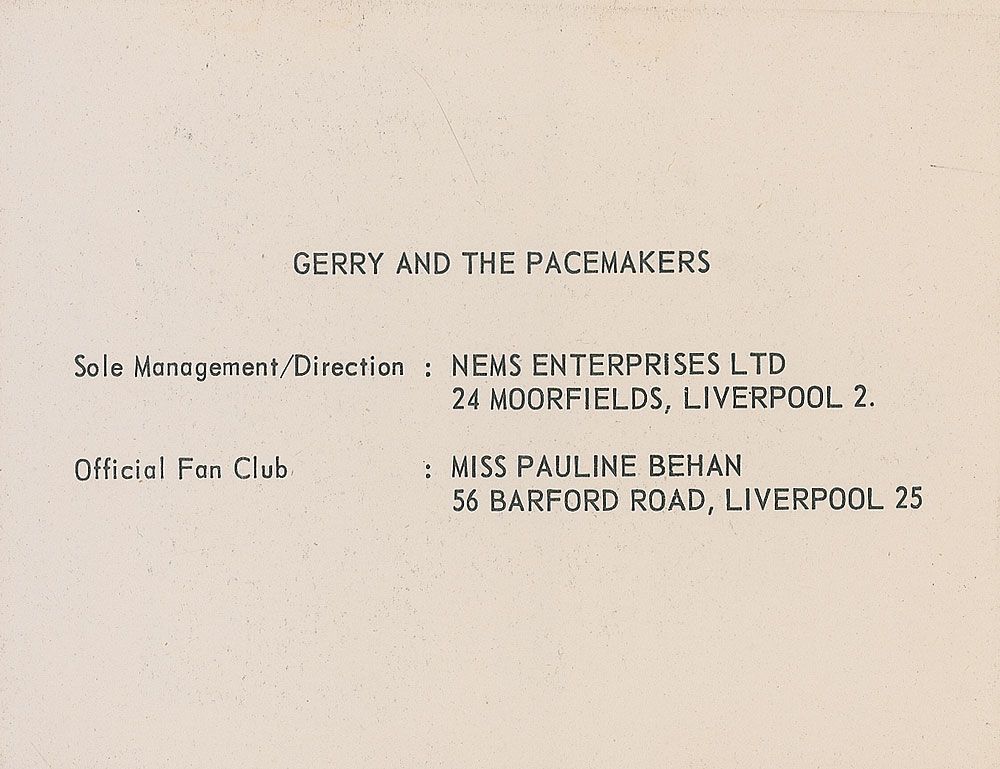 GERRY AND THE PACEMAKERS
Sole Management/Direction : NEMS ENTERPRISES LTD
24 MOORFIELDS, LIVERPOOL 2.
Official Fan Club : MISS PAULINE BEHAN
56 BARFORD ROAD, LIVERPOOL 25